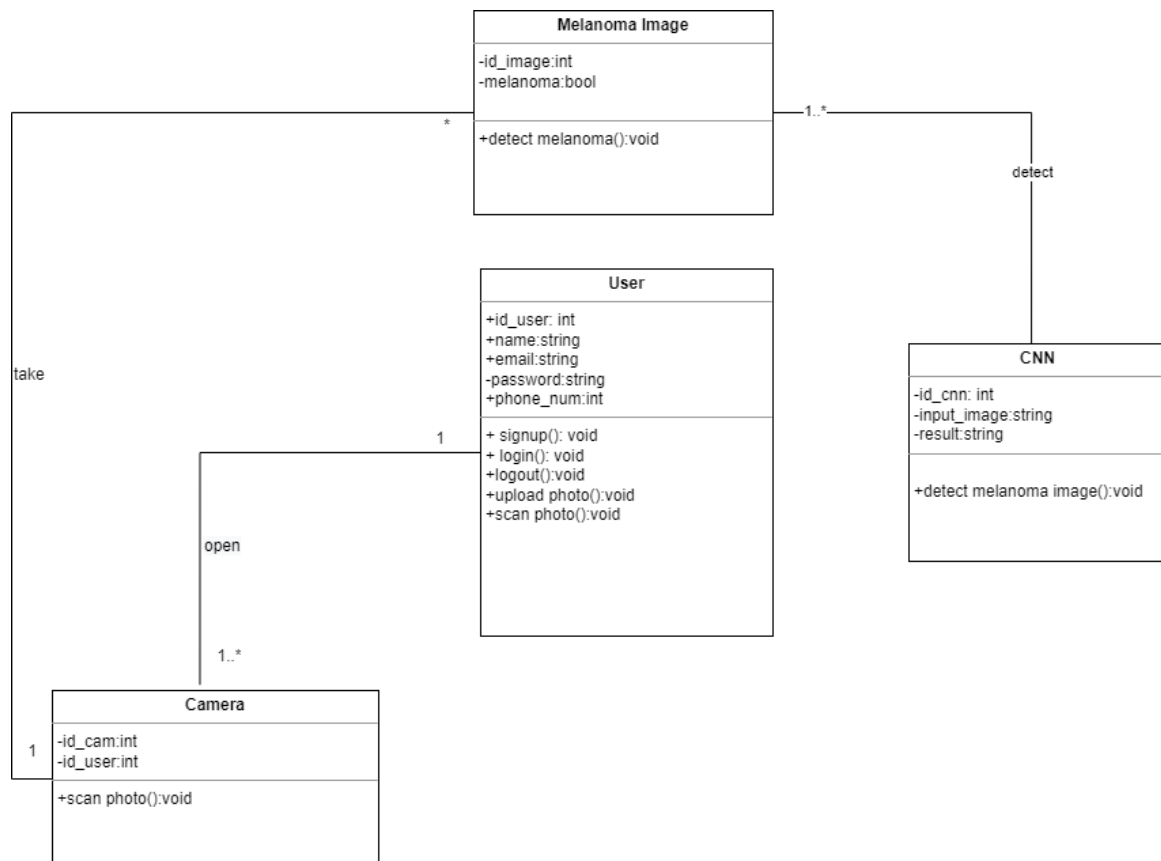 Melanoma Image
-id_image:int
-melanoma:bool
+detect melanoma():void
*
1..*
detect
take
User
+id_user: int
+name:string
+email:string
-password:string
+phone_num:int
+ signup(): void
+ login(): void
+logout():void
+upload photo():void
+scan photo():void
1
open
1..*
CNN
-id_cnn: int
-input_image:string
-result:string
+detect melanoma image():void
Camera
-id_cam:int
-id_user:int
+scan photo():void
1